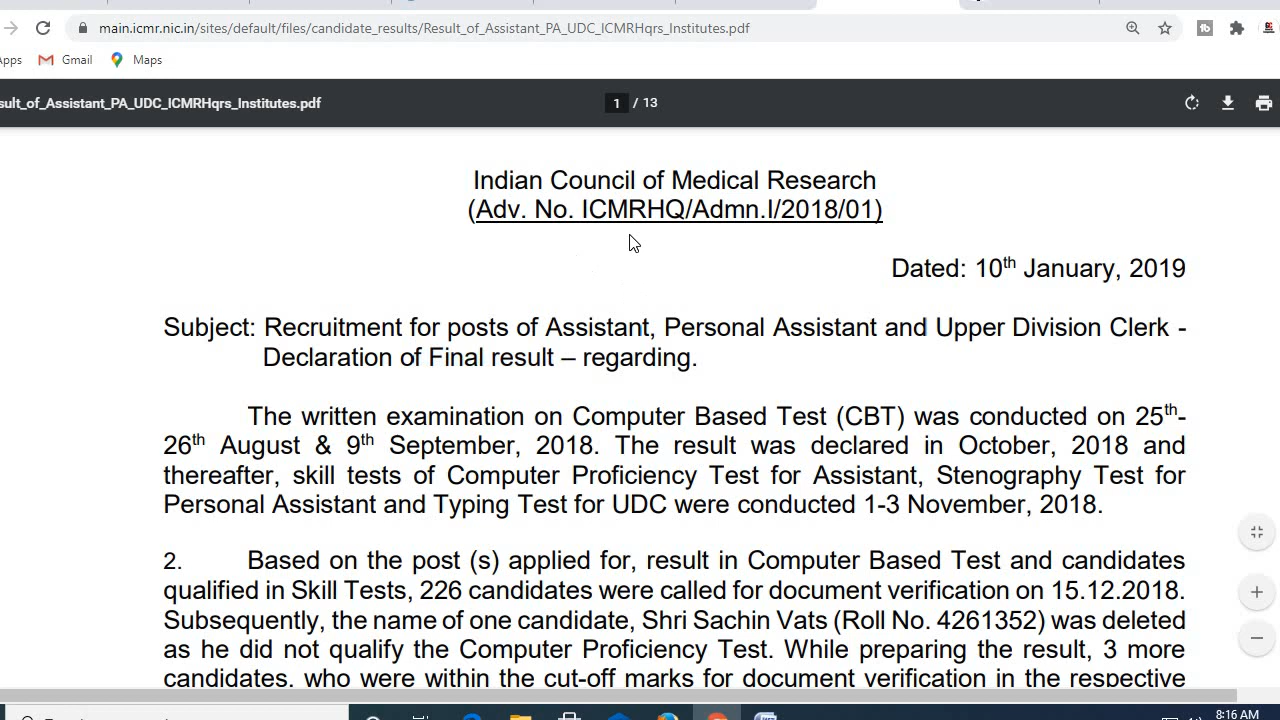 main.icmr.nic.in/sites/default/files/candidate_results/Result_of_Assistant_PA_UDC_ICMRHqrs_Institutes.pdf
Gmail Maps
sult_of_Assistant_PA_UDC_ICMRHqrs_Institutes.pdf 1 / 13
Indian Council of Medical Research
(Adv. No. ICMRHQ/Admn.I/2018/01)
Dated: 10th January, 2019
Subject: Recruitment for posts of Assistant, Personal Assistant and Upper Division Clerk -
Declaration of Final result – regarding.
The written examination on Computer Based Test (CBT) was conducted on 25th-
26th August & 9th September, 2018. The result was declared in October, 2018 and
thereafter, skill tests of Computer Proficiency Test for Assistant, Stenography Test for
Personal Assistant and Typing Test for UDC were conducted 1-3 November, 2018.
2. Based on the post (s) applied for, result in Computer Based Test and candidates
qualified in Skill Tests, 226 candidates were called for document verification on 15.12.2018.
Subsequently, the name of one candidate, Shri Sachin Vats (Roll No. 4261352) was deleted
as he did not qualify the Computer Proficiency Test. While preparing the result, 3 more
candidates, who were within the cut-off marks for document verification in the respective
8:16 AM